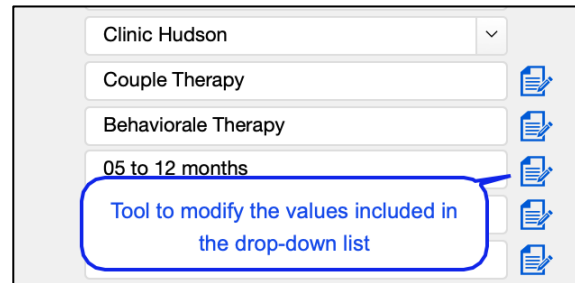 Clinic Hudson
Couple Therapy
Behaviorale Therapy
05 to 12 months
Tool to modify the values included in
the drop-down list